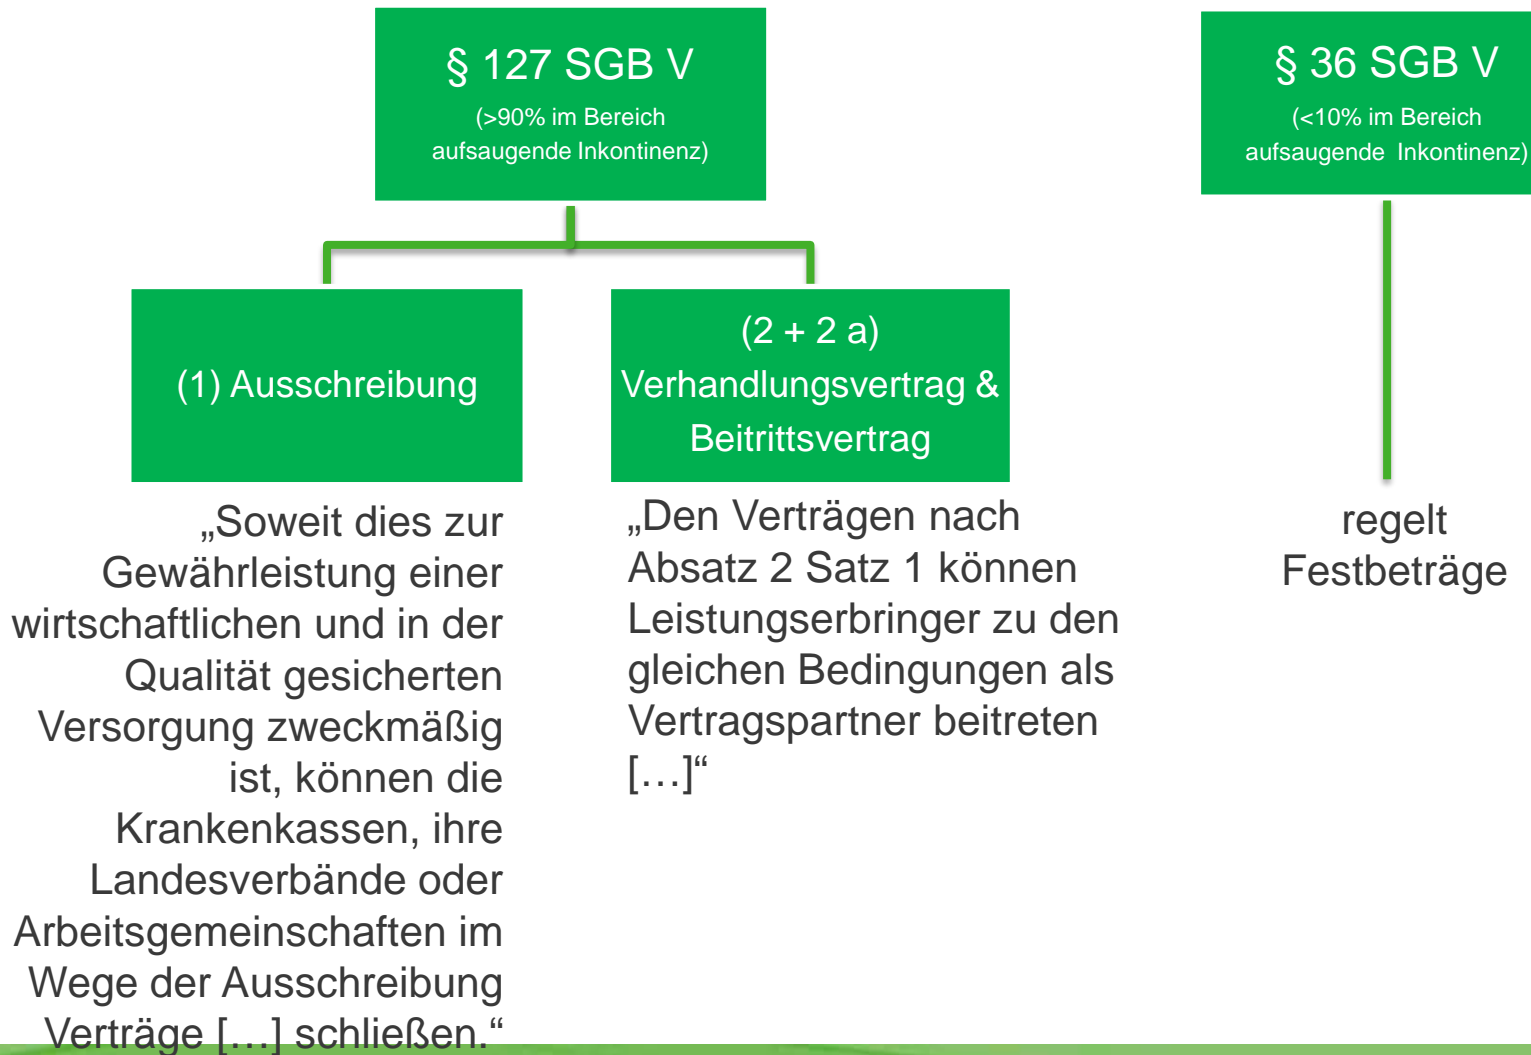 § 127 SGB V
(>90% im Bereich
aufsaugende Inkontinenz)
§ 36 SGB V
(<10% im Bereich
aufsaugende Inkontinenz)
(1) Ausschreibung
(2 + 2 a)
Verhandlungsvertrag &
Beitrittsvertrag
„Soweit dies zur
Gewährleistung einer
wirtschaftlichen und in der
Qualität gesicherten
Versorgung zweckmäßig
ist, können die
Krankenkassen, ihre
Landesverbände oder
Arbeitsgemeinschaften im
Wege der Ausschreibung
Verträge […] schließen.“
„Den Verträgen nach
Absatz 2 Satz 1 können
Leistungserbringer zu den
gleichen Bedingungen als
Vertragspartner beitreten
[…]“
regelt
Festbeträge